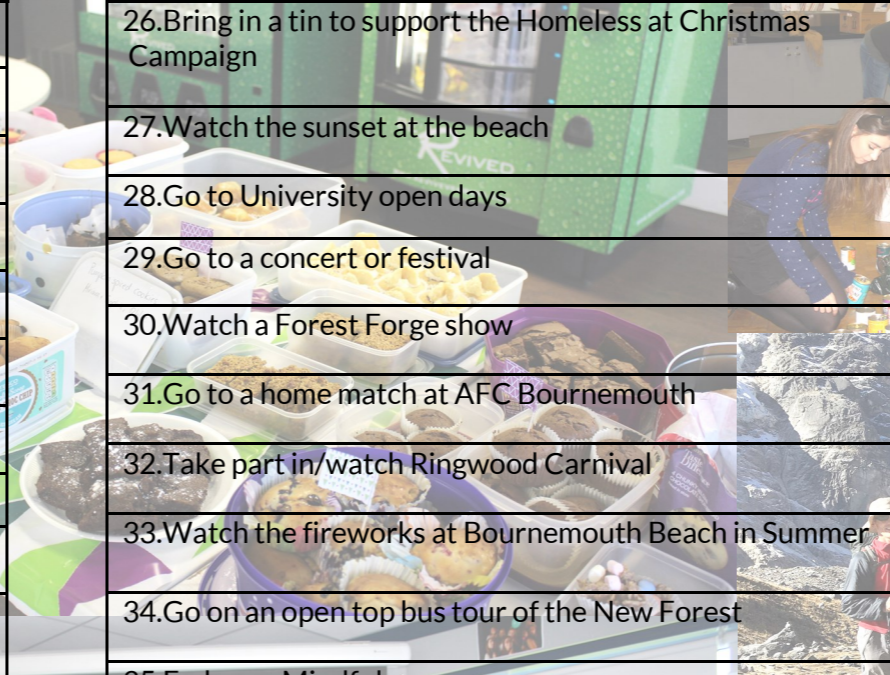 26.Bring in a tin to support the Homeless at Christmas
Campaign
27.Watch the sunset at the beach
REVIVED
28.Go to University open days
29.Go to a concert or festival
30.Watch a Forest Forge show
31.Go to a home match at AFC Bournemouth
32.Take part in/watch Ringwood Carnival
33.Watch the fireworks at Bournemouth Beach in Summer
34.Go on an open top bus tour of the New Forest